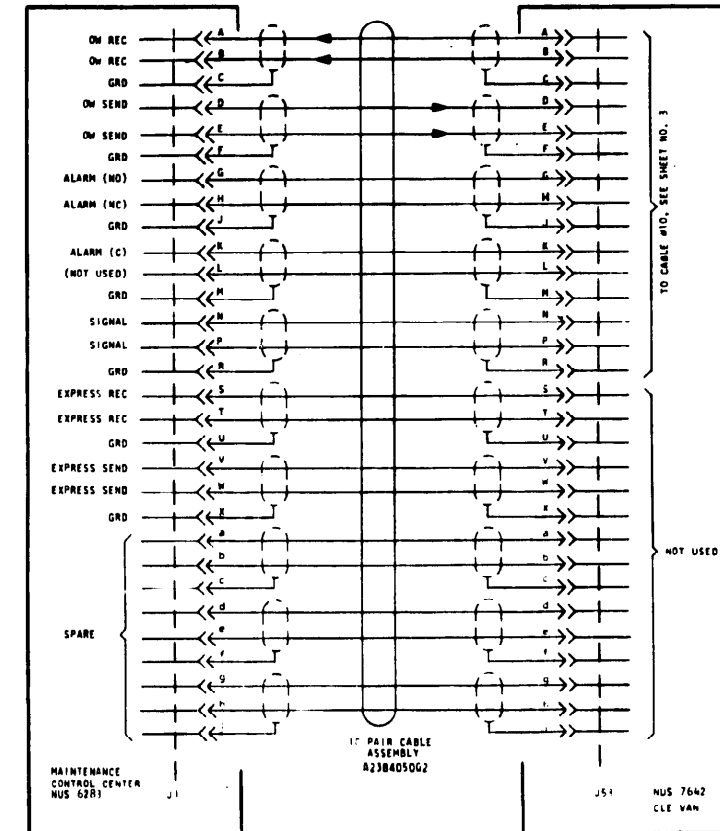 OW REC A A
OW REC B B
GRD C C
OW SEND D D
OW SEND E E
GRD F F
ALARM (NO) G G
ALARM (NC) H H
GRD J J
ALARM (C) K K
(NOT USED) L L
GRD M M
SIGNAL N N
SIGNAL P P
GRD R R
TO CABLE #10, SEE SHEET NO. 3
EXPRESS REC S S
EXPRESS REC T T
GRD U U
EXPRESS SEND V V
EXPRESS SEND W W
GRD X X
a a
b b
c c
NOT USED
d d
SPARE e e
f f
g g
h h
PAIR CABLE
ASSEMBLY
A23B4050G2
MAINTENANCE
CONTROL CENTER
NUS 6283 J1
NUS 7642
CLE VAN